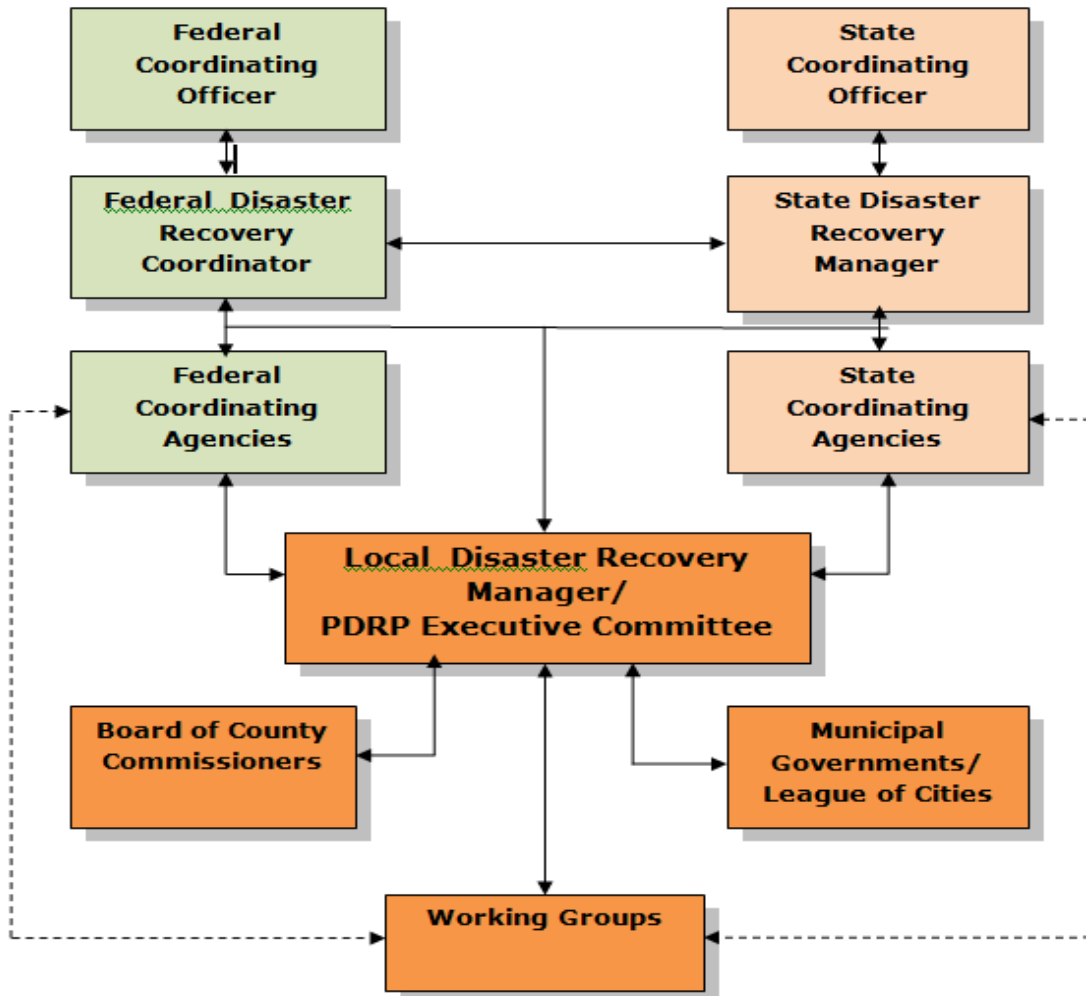 Federal
Coordinating
Officer
State
Coordinating
Officer
Federal Disaster
Recovery
Coordinator
State Disaster
Recovery
Manager
Federal
Coordinating
Agencies
State
Coordinating
Agencies
Local Disaster Recovery
Manager/
PDRP Executive Committee
Board of County
Commissioners
Municipal
Governments/
League of Cities
Working Groups